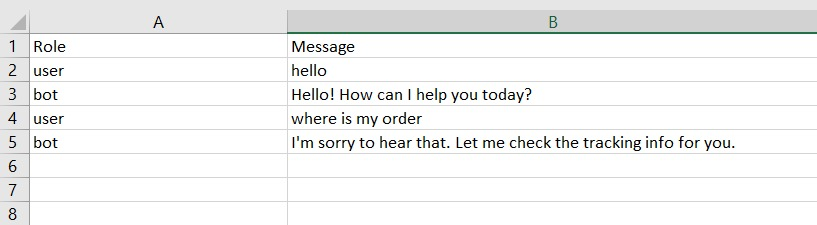 A B
1 Role Message
2 user hello
3 bot Hello! How can I help you today?
4 user where is my order
5 bot I'm sorry to hear that. Let me check the tracking info for you.
6
7
8